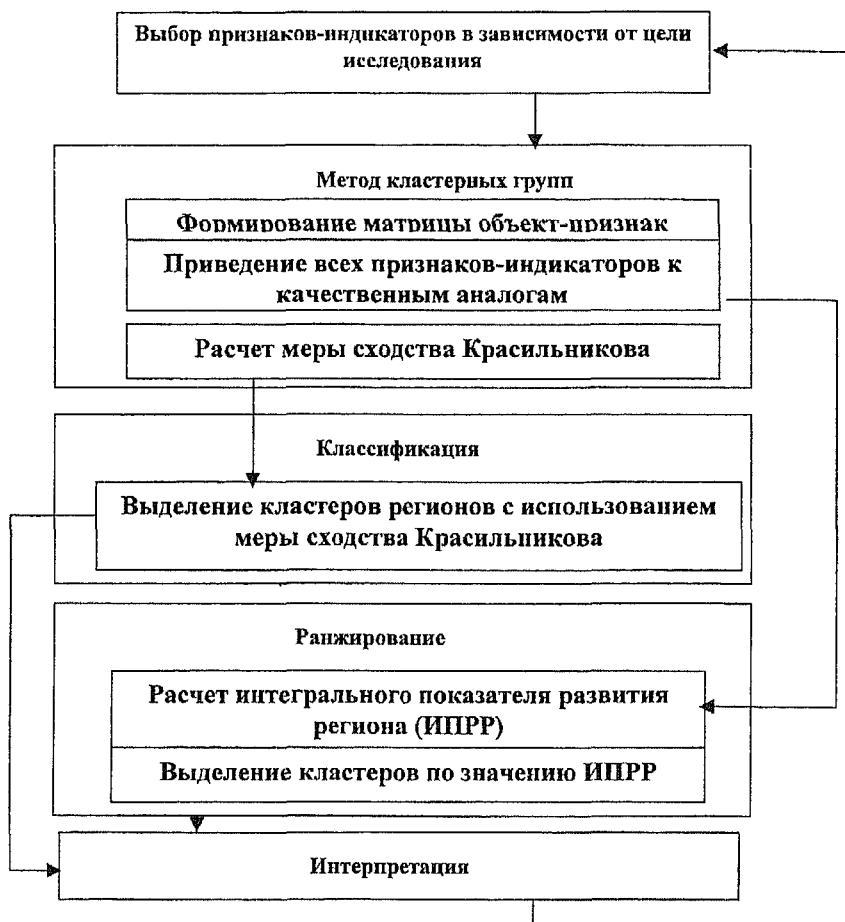 Выбор признаков-индикаторов в зависимости от цели
исследования
Метод кластерных групп
Формирование матрицы объект-признак
Приведение всех признаков-индикаторов к
качественным аналогам
Расчет меры сходства Красильникова
Классификация
Выделение кластеров регионов с использованием
меры сходства Красильникова
Ранжирование
Расчет интегрального показателя развития
региона (ИПРР)
Выделение кластеров по значению ИПРР
Интерпретация